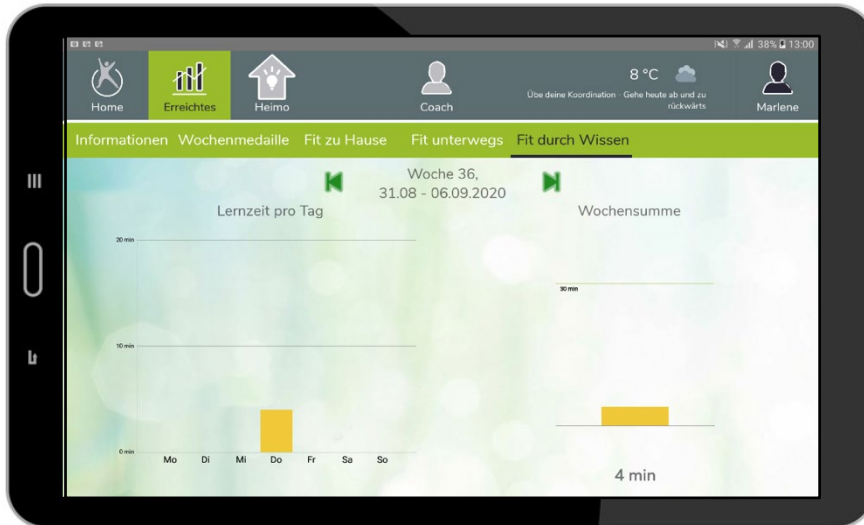 38% 13:00
Home
Erreichtes
Heimo
Coach
8 °C
Übe deine Koordination - Gehe heute ab und zu
rückwärts
Marlene
Informationen Wochenmedaille Fit zu Hause Fit unterwegs Fit durch Wissen
Woche 36,
31.08 - 06.09.2020
Lernzeit pro Tag
Wochensumme
20 min
10 min
0 min
Mo Di Mi Do Fr Sa So
30 min
4 min